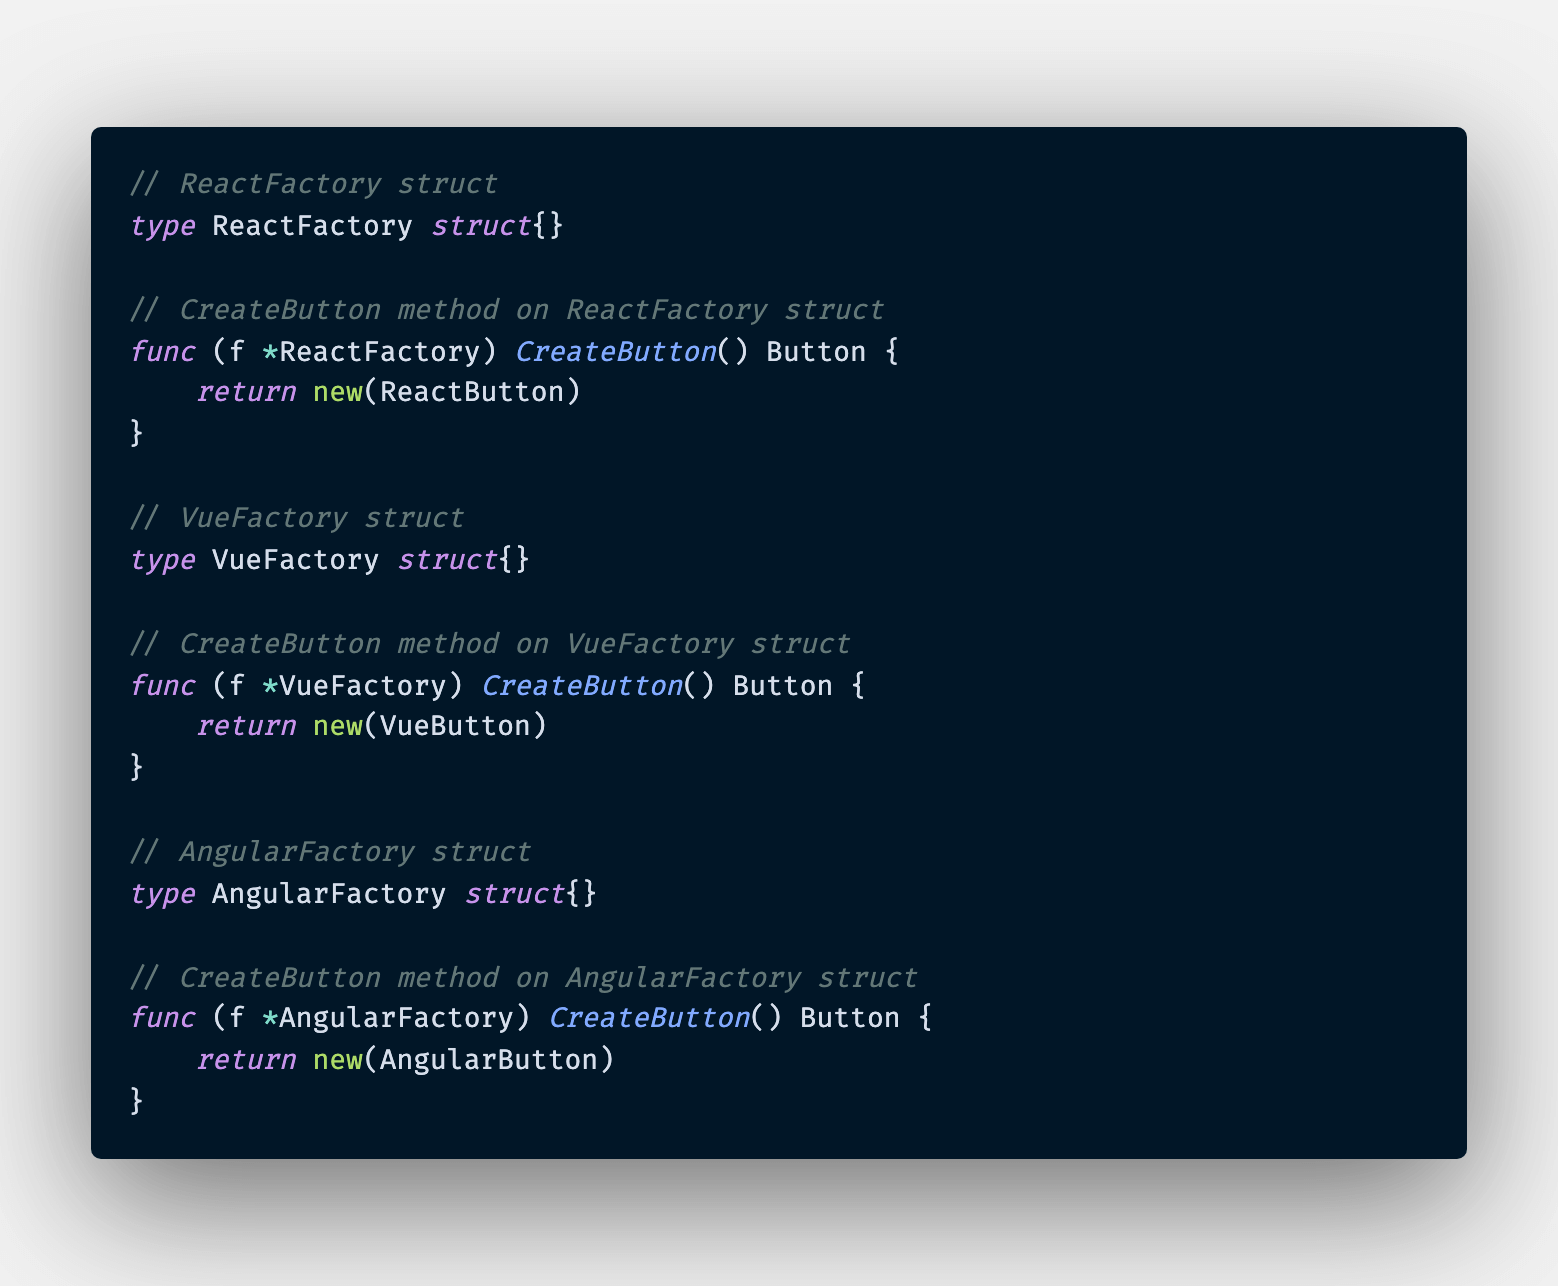 // ReactFactory struct
type ReactFactory struct{}
// CreateButton method on ReactFactory struct
func (f *ReactFactory) CreateButton() Button {
    return new(ReactButton)
}
// VueFactory struct
type VueFactory struct{}
// CreateButton method on VueFactory struct
func (f *VueFactory) CreateButton() Button {
    return new(VueButton)
}
// AngularFactory struct
type AngularFactory struct{}
// CreateButton method on AngularFactory struct
func (f *AngularFactory) CreateButton() Button {
    return new(AngularButton)
}